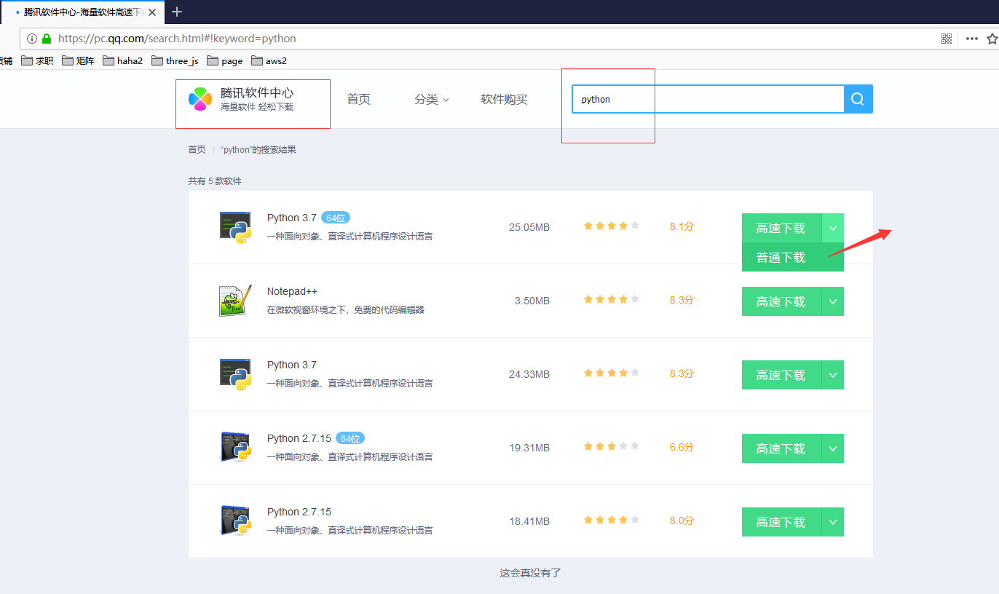 腾讯软件中心-海量软件高速下
https://pc.qq.com/search.html#!keyword=python
求职 矩阵 haha2 three_js page aws2
腾讯软件中心
海量软件 轻松下载
首页 分类 软件购买
python
首页 / “python”的搜索结果
共有 5 款软件
Python 3.7 64位
一种面向对象、直译式计算机程序设计语言
25.05MB
8.1分
高速下载
普通下载
Notepad++
在微软视窗环境之下，免费的代码编辑器
3.50MB
8.3分
高速下载
Python 3.7
一种面向对象、直译式计算机程序设计语言
24.33MB
8.3分
高速下载
Python 2.7.15 64位
一种面向对象、直译式计算机程序设计语言
19.31MB
6.6分
高速下载
Python 2.7.15
一种面向对象、直译式计算机程序设计语言
18.41MB
8.0分
高速下载
这会真没有了